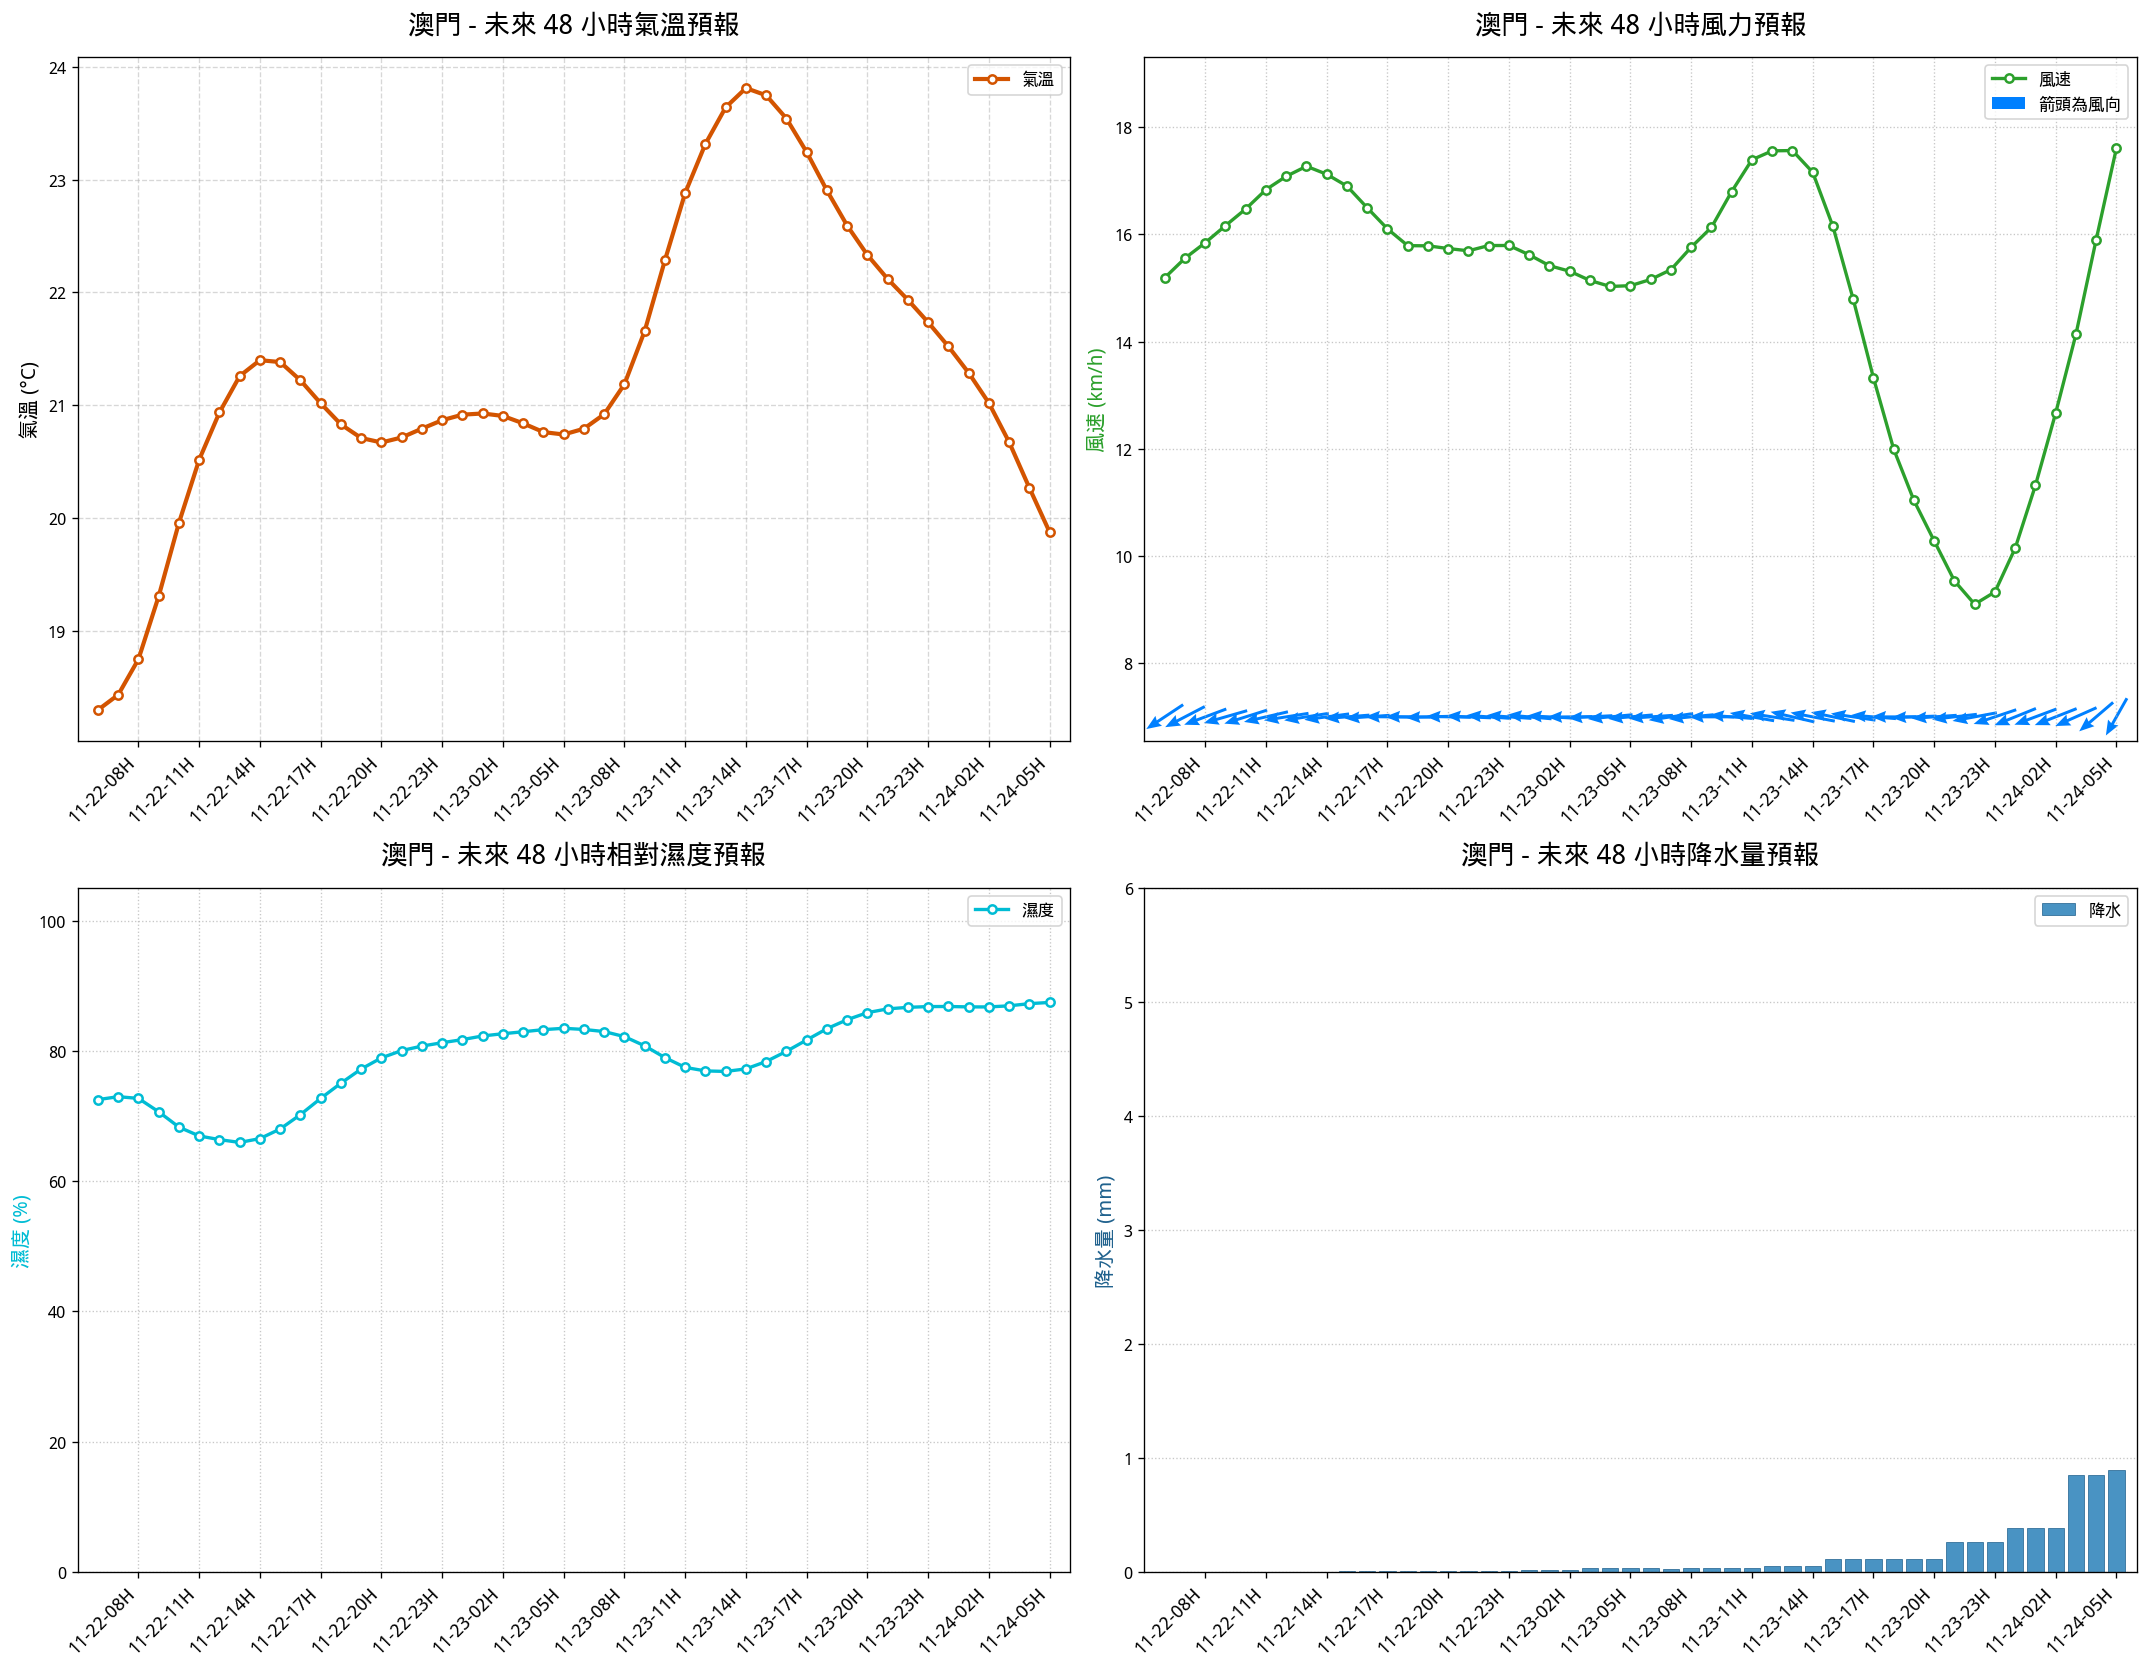 澳門 - 未來 48 小時氣溫預報
氣溫 (°C)
24
23
22
21
20
19
氣溫
11-22-08H
11-22-11H
11-22-14H
11-22-17H
11-22-20H
11-22-23H
11-23-02H
11-23-05H
11-23-08H
11-23-11H
11-23-14H
11-23-17H
11-23-20H
11-23-23H
11-24-02H
11-24-05H
澳門 - 未來 48 小時風力預報
風速 (km/h)
18
16
14
12
10
8
風速
箭頭為風向
11-22-08H
11-22-11H
11-22-14H
11-22-17H
11-22-20H
11-22-23H
11-23-02H
11-23-05H
11-23-08H
11-23-11H
11-23-14H
11-23-17H
11-23-20H
11-23-23H
11-24-02H
11-24-05H
澳門 - 未來 48 小時相對濕度預報
濕度 (%)
100
80
60
40
20
0
濕度
11-22-08H
11-22-11H
11-22-14H
11-22-17H
11-22-20H
11-22-23H
11-23-02H
11-23-05H
11-23-08H
11-23-11H
11-23-14H
11-23-17H
11-23-20H
11-23-23H
11-24-02H
11-24-05H
澳門 - 未來 48 小時降水量預報
降水量 (mm)
6
5
4
3
2
1
0
降水
11-22-08H
11-22-11H
11-22-14H
11-22-17H
11-22-20H
11-22-23H
11-23-02H
11-23-05H
11-23-08H
11-23-11H
11-23-14H
11-23-17H
11-23-20H
11-23-23H
11-24-02H
11-24-05H